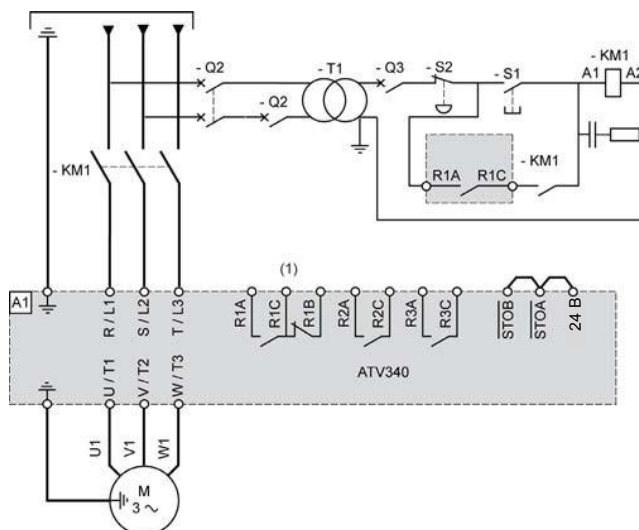 - Q2
- T1
- Q3
- S2
- S1
- KM1
A1
A2
- Q2
- KM1
R1A
R1C
- KM1
(1)
A1
R / L1
S / L2
T / L3
R1A
R1C
R1B
R2A
R2C
R3A
R3C
STOB
STOA
24 B
ATV340
U / T1
V / T2
W / T3
U1
V1
W1
M
3 ~